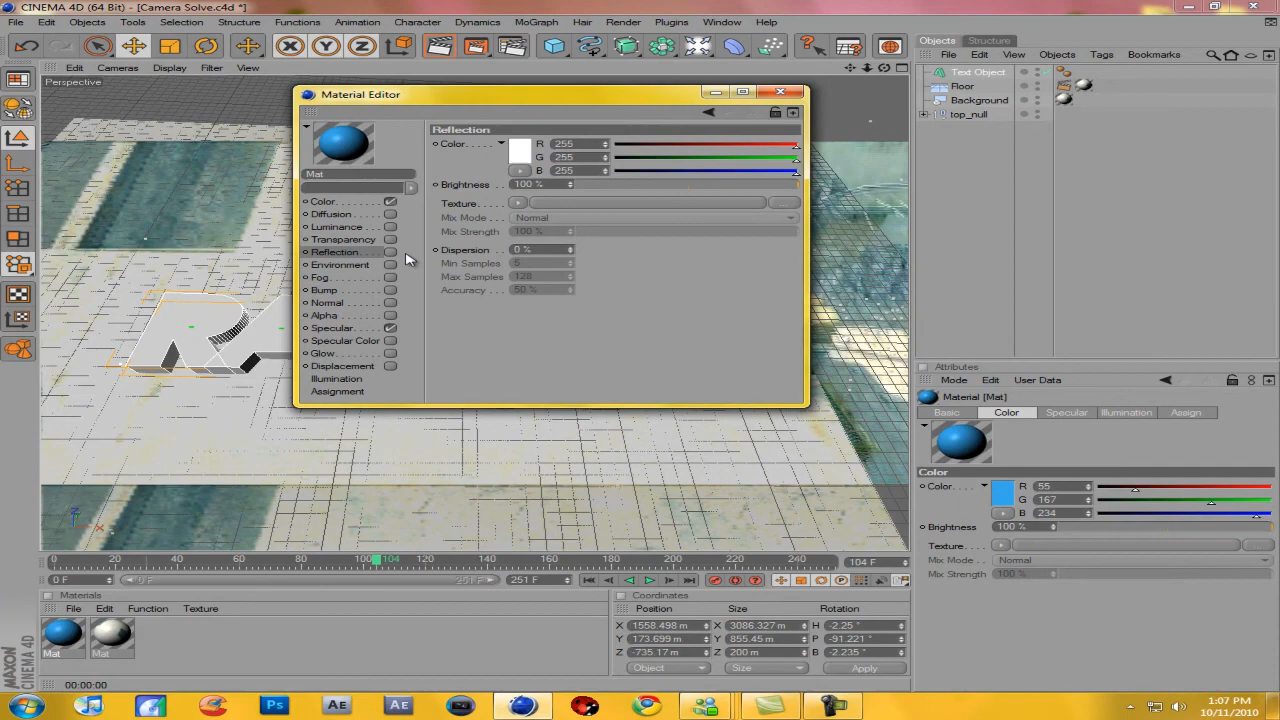 CINEMA 4D (64 Bit) - [Camera Solve.c4d *]
File Edit Objects Tools Selection Structure Functions Animation Character Dynamics MoGraph Hair Render Plugins Window Help
Edit Cameras Display Filter View
Perspective
Objects Structure
File Edit View Objects Tags Bookmarks
Text Object
Floor
Background
top_null
Material Editor
Mat
Color
Diffusion
Luminance
Transparency
Reflection
Environment
Fog
Bump
Normal
Alpha
Specular
Specular Color
Glow
Displacement
Illumination
Assignment
Reflection
Color R 255
G 255
B 255
Brightness 100 %
Texture ...
Mix Mode Normal
Mix Strength 100 %
Dispersion 0 %
Min Samples 5
Max Samples 128
Accuracy 50 %
Attributes
Mode Edit User Data
Material [Mat]
Basic Color Specular Illumination Assign
Color
Color R 55
G 167
B 234
Brightness 100 %
Texture ...
Mix Mode Normal
Mix Strength 100 %
0 20 40 60 80 100 104 120 140 160 180 200 220 240 104 F
0 F 0 F 251 F 251 F
Materials
File Edit Function Texture
Mat Mat
Coordinates
Position Size Rotation
X 1558.498 m X 3086.327 m H -2.25 °
Y 173.699 m Y 855.45 m P -91.221 °
Z -735.17 m Z 200 m B -2.235 °
Object Size Apply
00:00:00
MAXON
CINEMA 4D
Ps AE AE
1:07 PM
10/11/2010